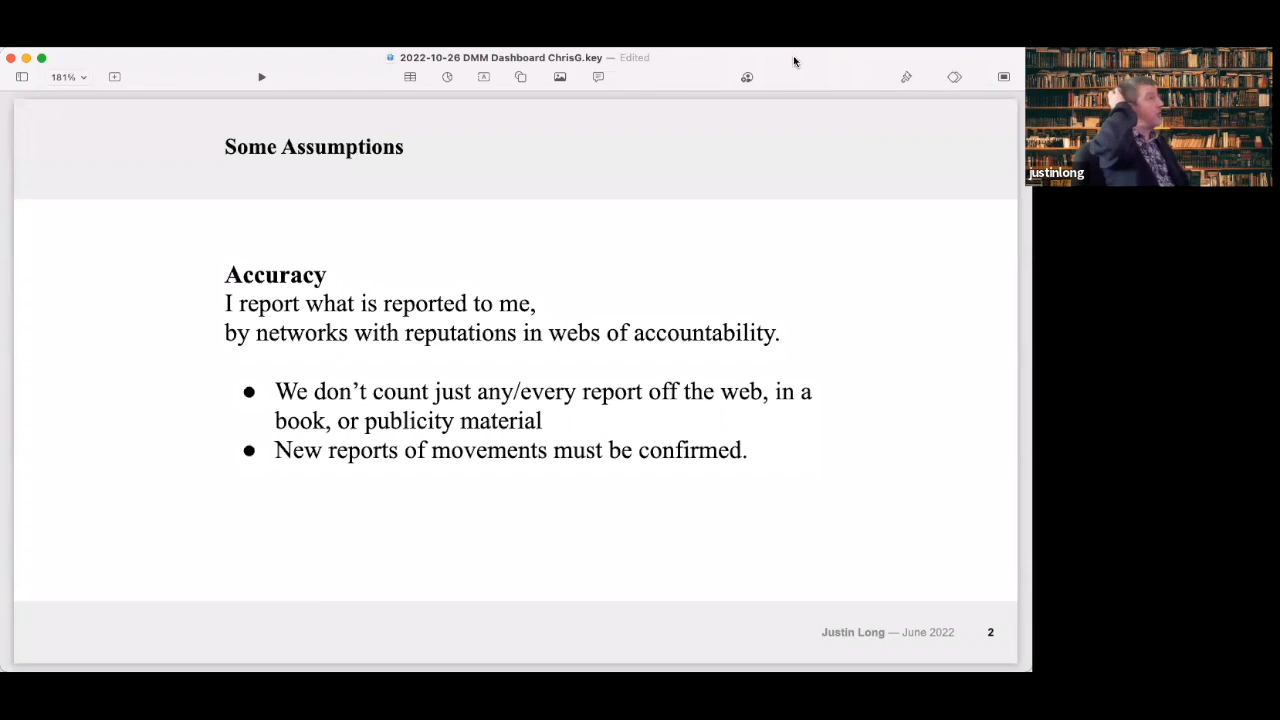 2022-10-26 DMM Dashboard ChrisG.key — Edited
181%
Some Assumptions
justinlong
Accuracy
I report what is reported to me,
by networks with reputations in webs of accountability.
● We don’t count just any/every report off the web, in a
book, or publicity material
● New reports of movements must be confirmed.
Justin Long — June 2022 2